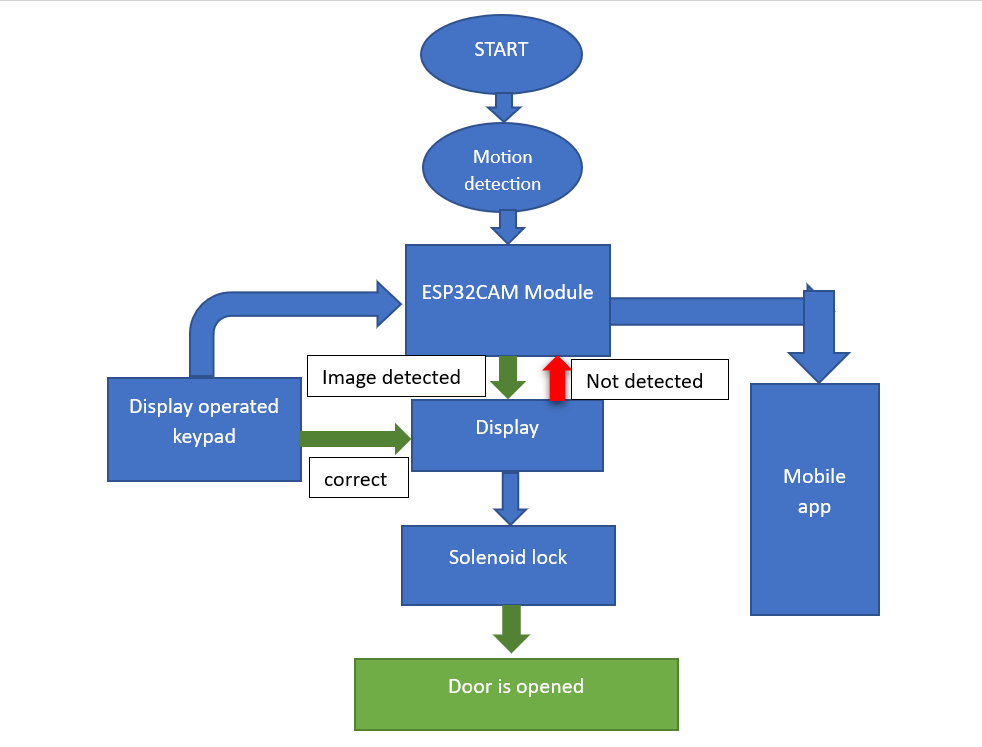 START
Motion
detection
ESP32CAM Module
Image detected
Not detected
Display operated
keypad
Display
correct
Mobile
app
Solenoid lock
Door is opened